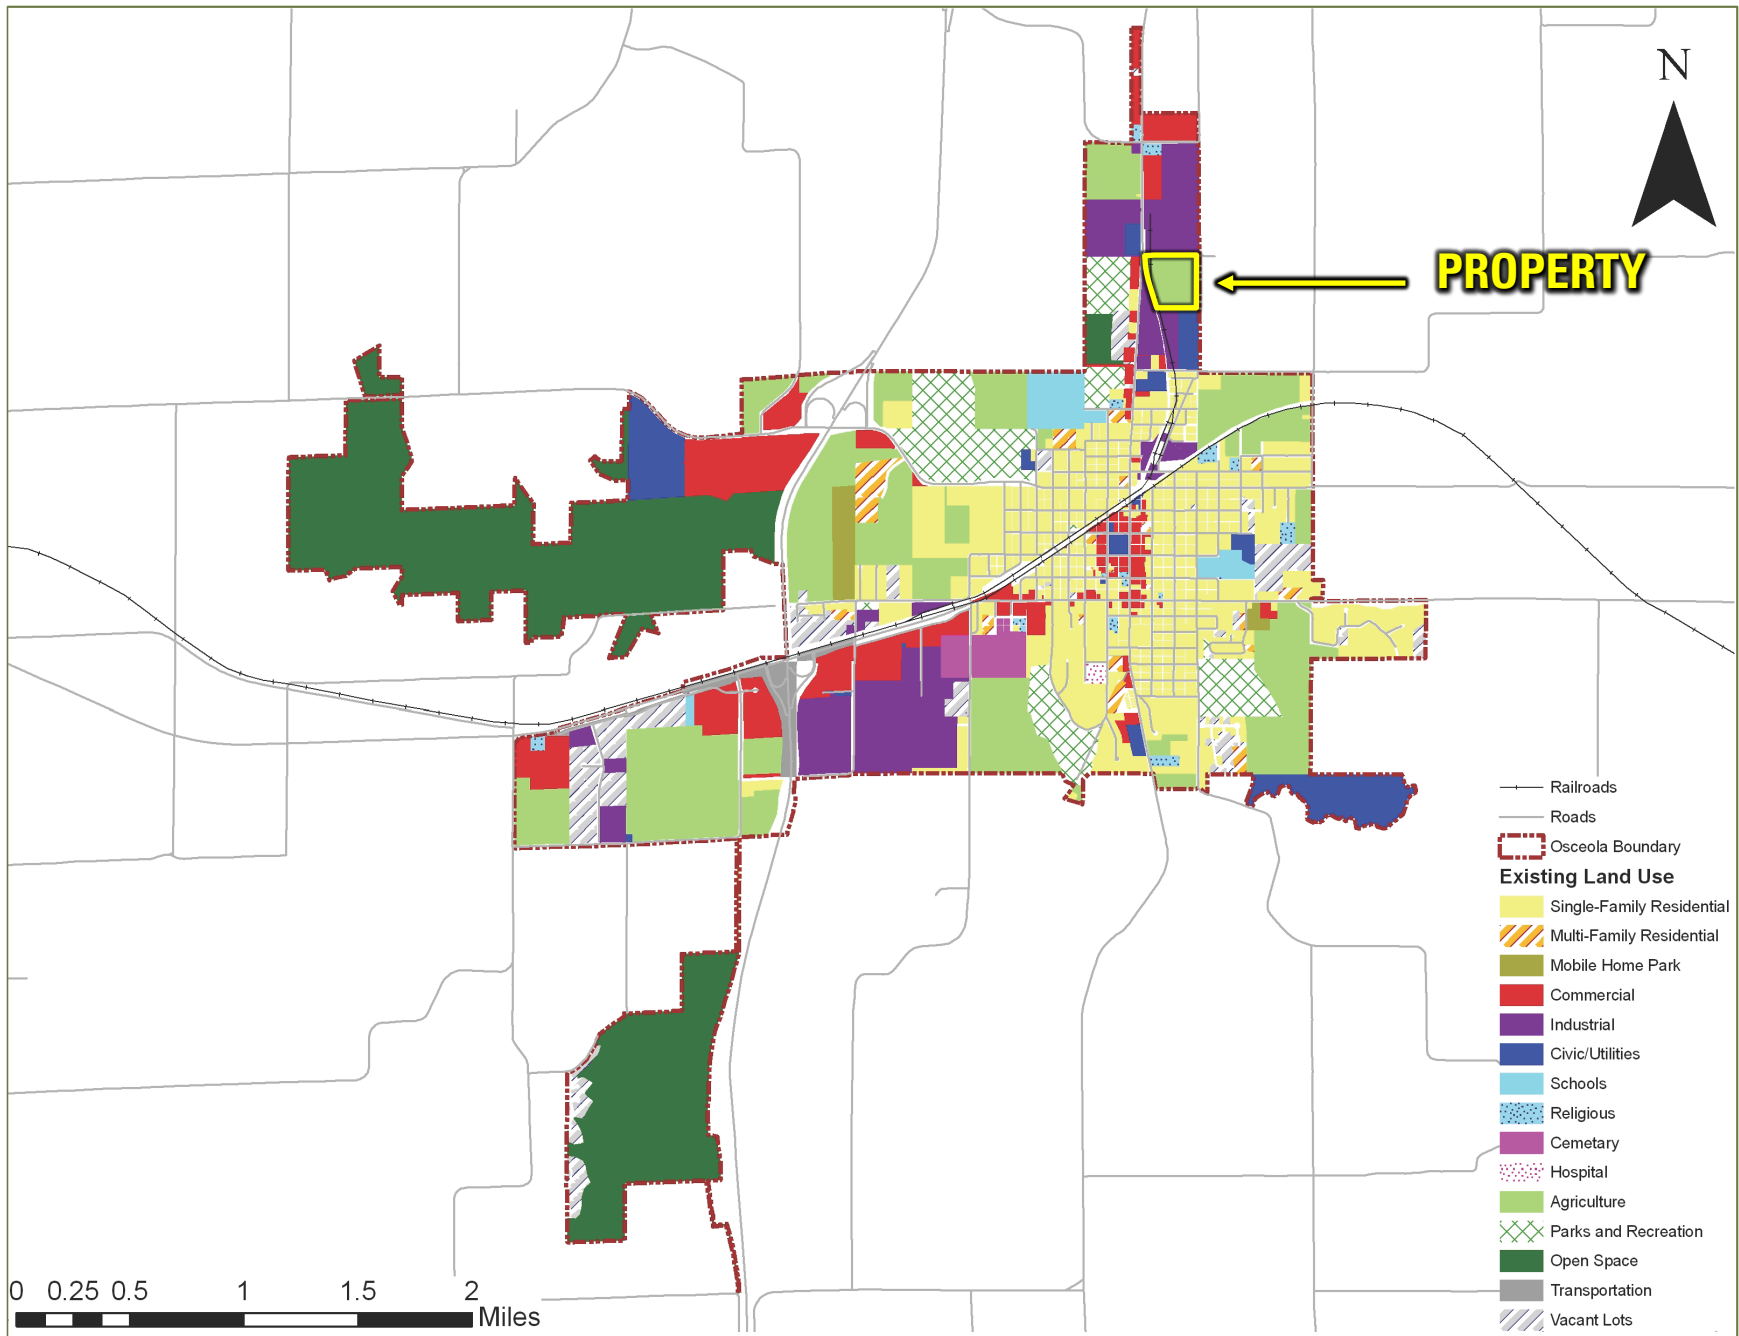 N
PROPERTY
Railroads
Roads
Osceola Boundary
Existing Land Use
Single-Family Residential
Multi-Family Residential
Mobile Home Park
Commercial
Industrial
Civic/Utilities
Schools
Religious
Cemetary
Hospital
Agriculture
Parks and Recreation
Open Space
Transportation
Vacant Lots
0 0.25 0.5 1 1.5 2
Miles